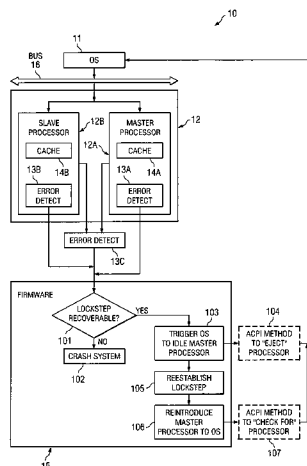 10
11
OS
BUS
16
SLAVE
PROCESSOR
CACHE
14B
13B
ERROR
DETECT
12B
12A
MASTER
PROCESSOR
CACHE
13A
14A
ERROR
DETECT
12
ERROR DETECT
13C
FIRMWARE
LOCKSTEP
RECOVERABLE?
101
YES
NO
CRASH SYSTEM
102
103
TRIGGER OS
TO IDLE MASTER
PROCESSOR
104
ACPI METHOD
TO "EJECT"
PROCESSOR
105
REESTABLISH
LOCKSTEP
106
REINTRODUCE
MASTER
PROCESSOR TO OS
ACPI METHOD
TO "CHECK FOR"
PROCESSOR
107
15